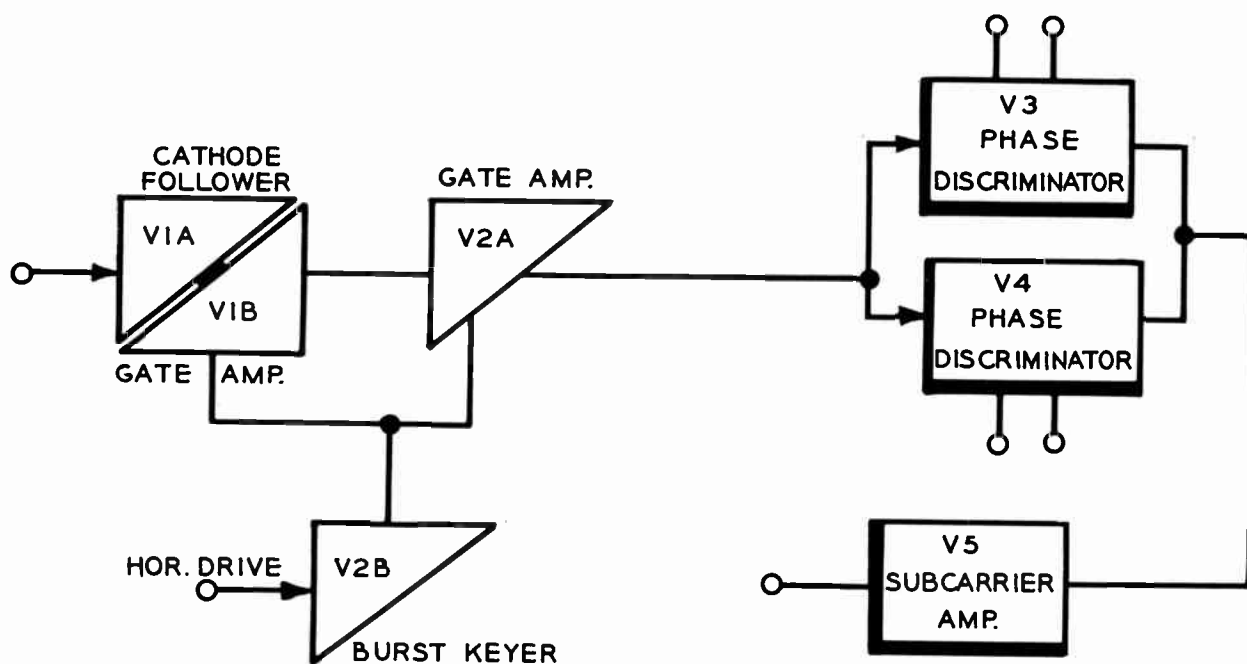 CATHODE
FOLLOWER
V1A
V1B
GATE AMP.
GATE AMP.
V2A
HOR. DRIVE
V2B
BURST KEYER
V3
PHASE
DISCRIMINATOR
V4
PHASE
DISCRIMINATOR
V5
SUBCARRIER
AMP.